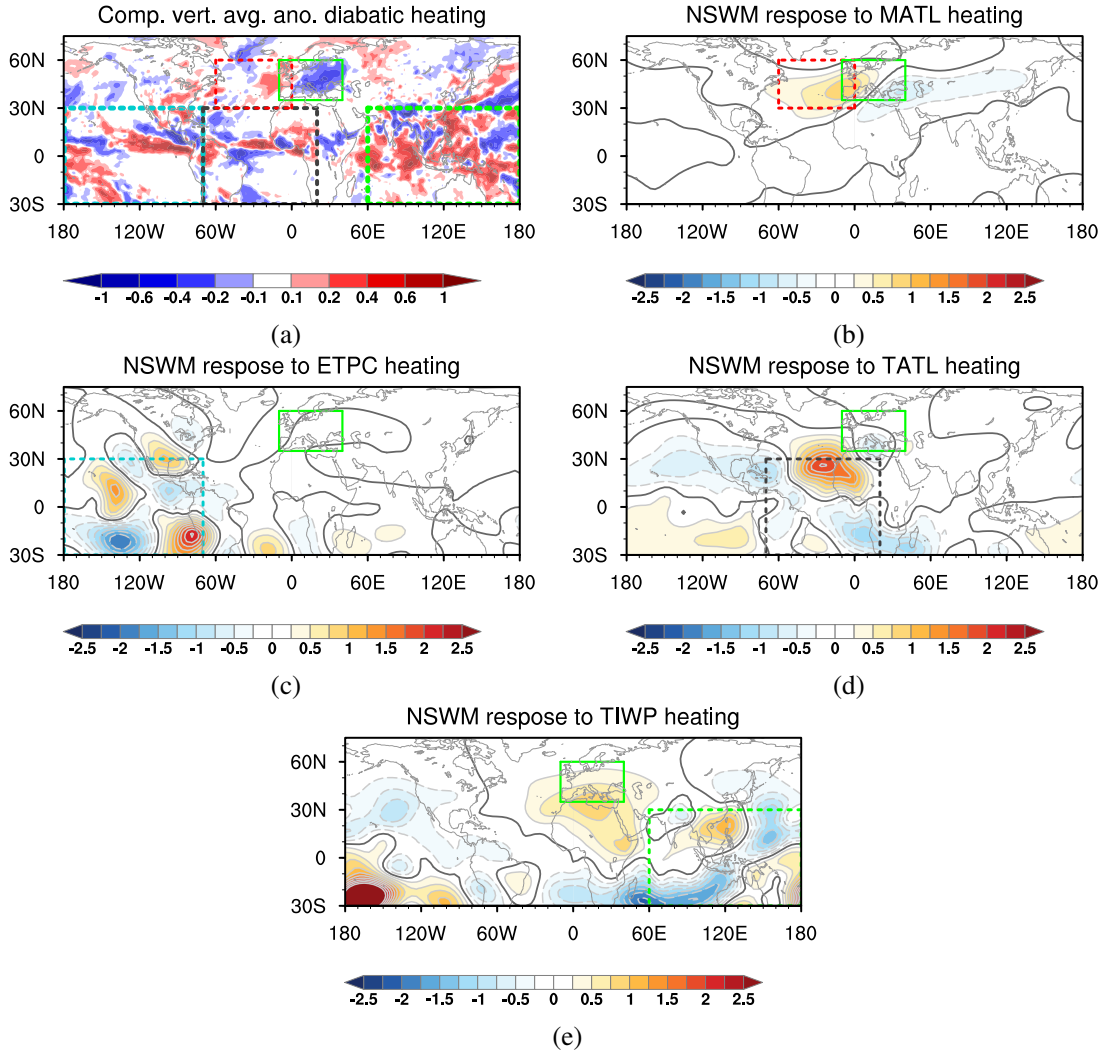 Comp. vert. avg. ano. diabatic heating
60N
30N
0
30S
180 120W 60W 0 60E 120E 180
-1 -0.6 -0.4 -0.2 -0.1 0.1 0.2 0.4 0.6 1
(a)
NSWM respose to MATL heating
60N
30N
0
30S
180 120W 60W 0 60E 120E 180
-2.5 -2 -1.5 -1 -0.5 0 0.5 1 1.5 2 2.5
(b)
NSWM respose to ETPC heating
60N
30N
0
30S
180 120W 60W 0 60E 120E 180
-2.5 -2 -1.5 -1 -0.5 0 0.5 1 1.5 2 2.5
(c)
NSWM respose to TATL heating
60N
30N
0
30S
180 120W 60W 0 60E 120E 180
-2.5 -2 -1.5 -1 -0.5 0 0.5 1 1.5 2 2.5
(d)
NSWM respose to TIWP heating
60N
30N
0
30S
180 120W 60W 0 60E 120E 180
-2.5 -2 -1.5 -1 -0.5 0 0.5 1 1.5 2 2.5
(e)